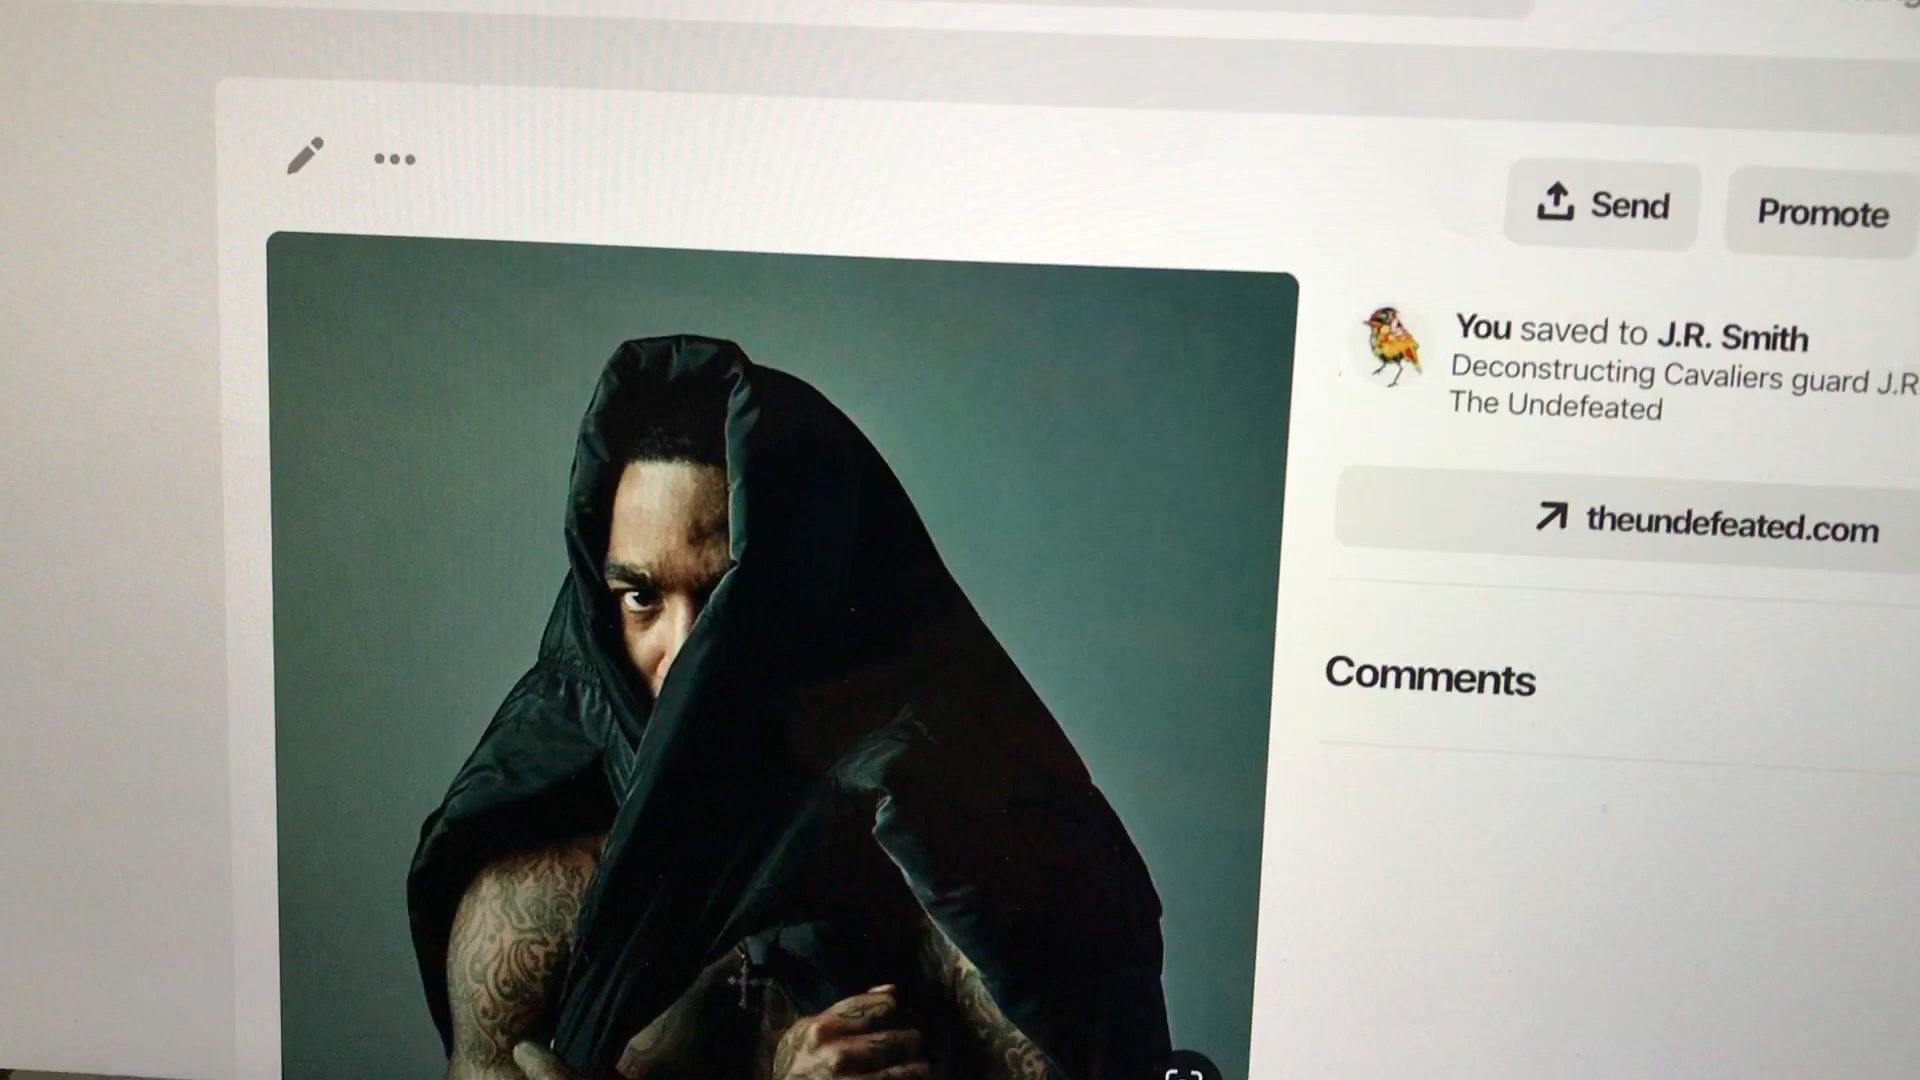 Send
Promote
You saved to J.R. Smith
Deconstructing Cavaliers guard J.R
The Undefeated
theundefeated.com
Comments